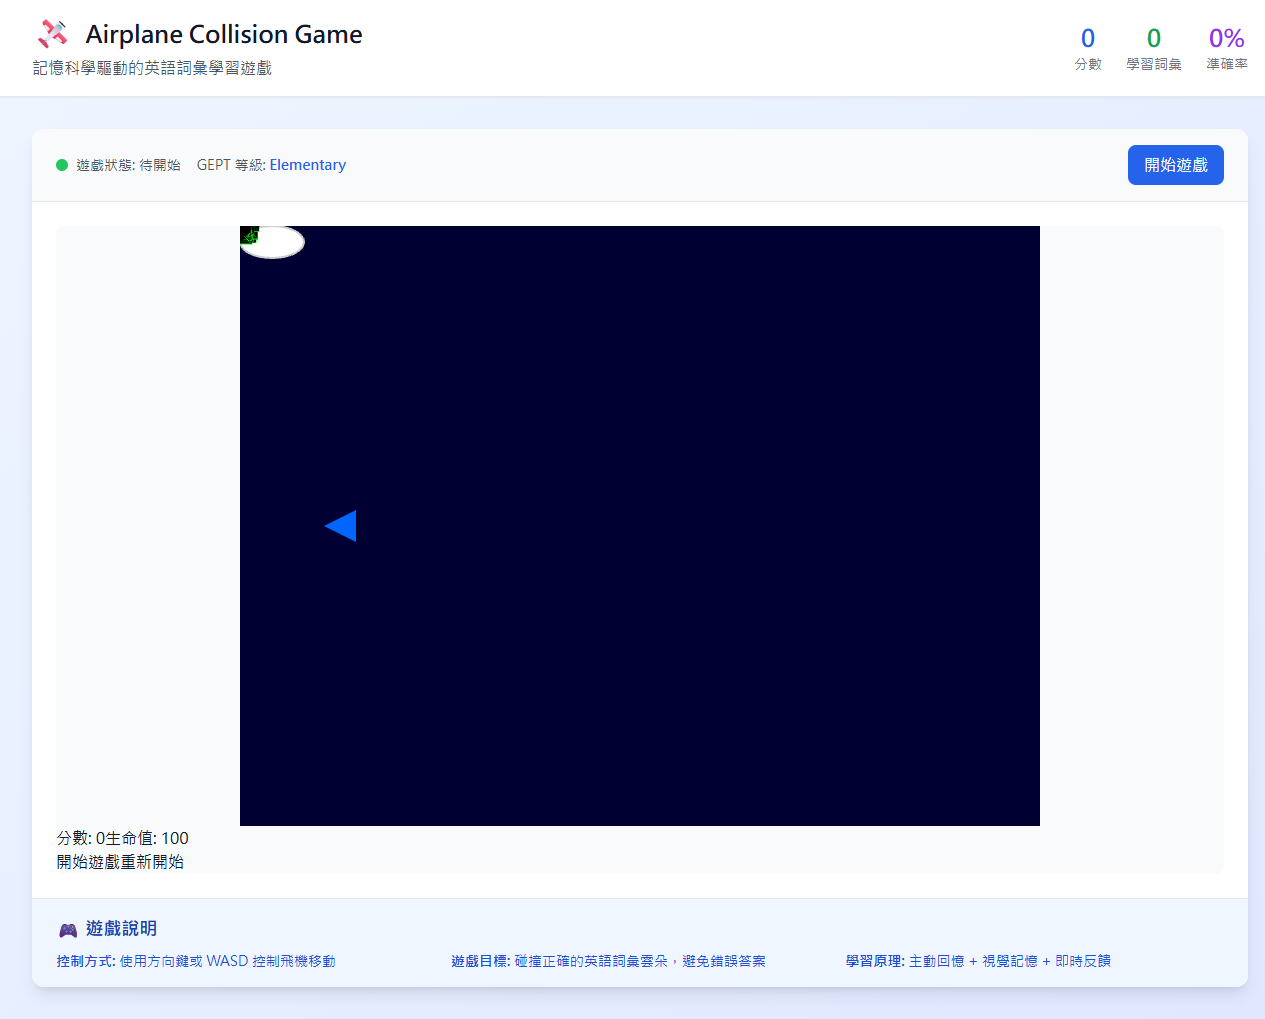 Airplane Collision Game
記憶科學驅動的英語詞彙學習遊戲
0 0 0%
分數 學習詞彙 準確率
遊戲狀態: 待開始 GEPT 等級: Elementary
開始遊戲
分數: 0生命值: 100
開始遊戲重新開始
遊戲說明
控制方式: 使用方向鍵或 WASD 控制飛機移動
遊戲目標: 碰撞正確的英語詞彙雲朵，避免錯誤答案
學習原理: 主動回憶 + 視覺記憶 + 即時反饋